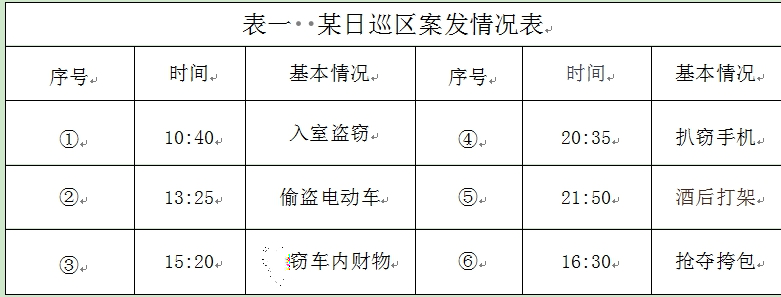 表一··某日巡区案发情况表
序号 时间 基本情况 序号 时间 基本情况
① 10:40 入室盗窃 ④ 20:35 扒窃手机
② 13:25 偷盗电动车 ⑤ 21:50 酒后打架
③ 15:20 窃车内财物 ⑥ 16:30 抢夺挎包